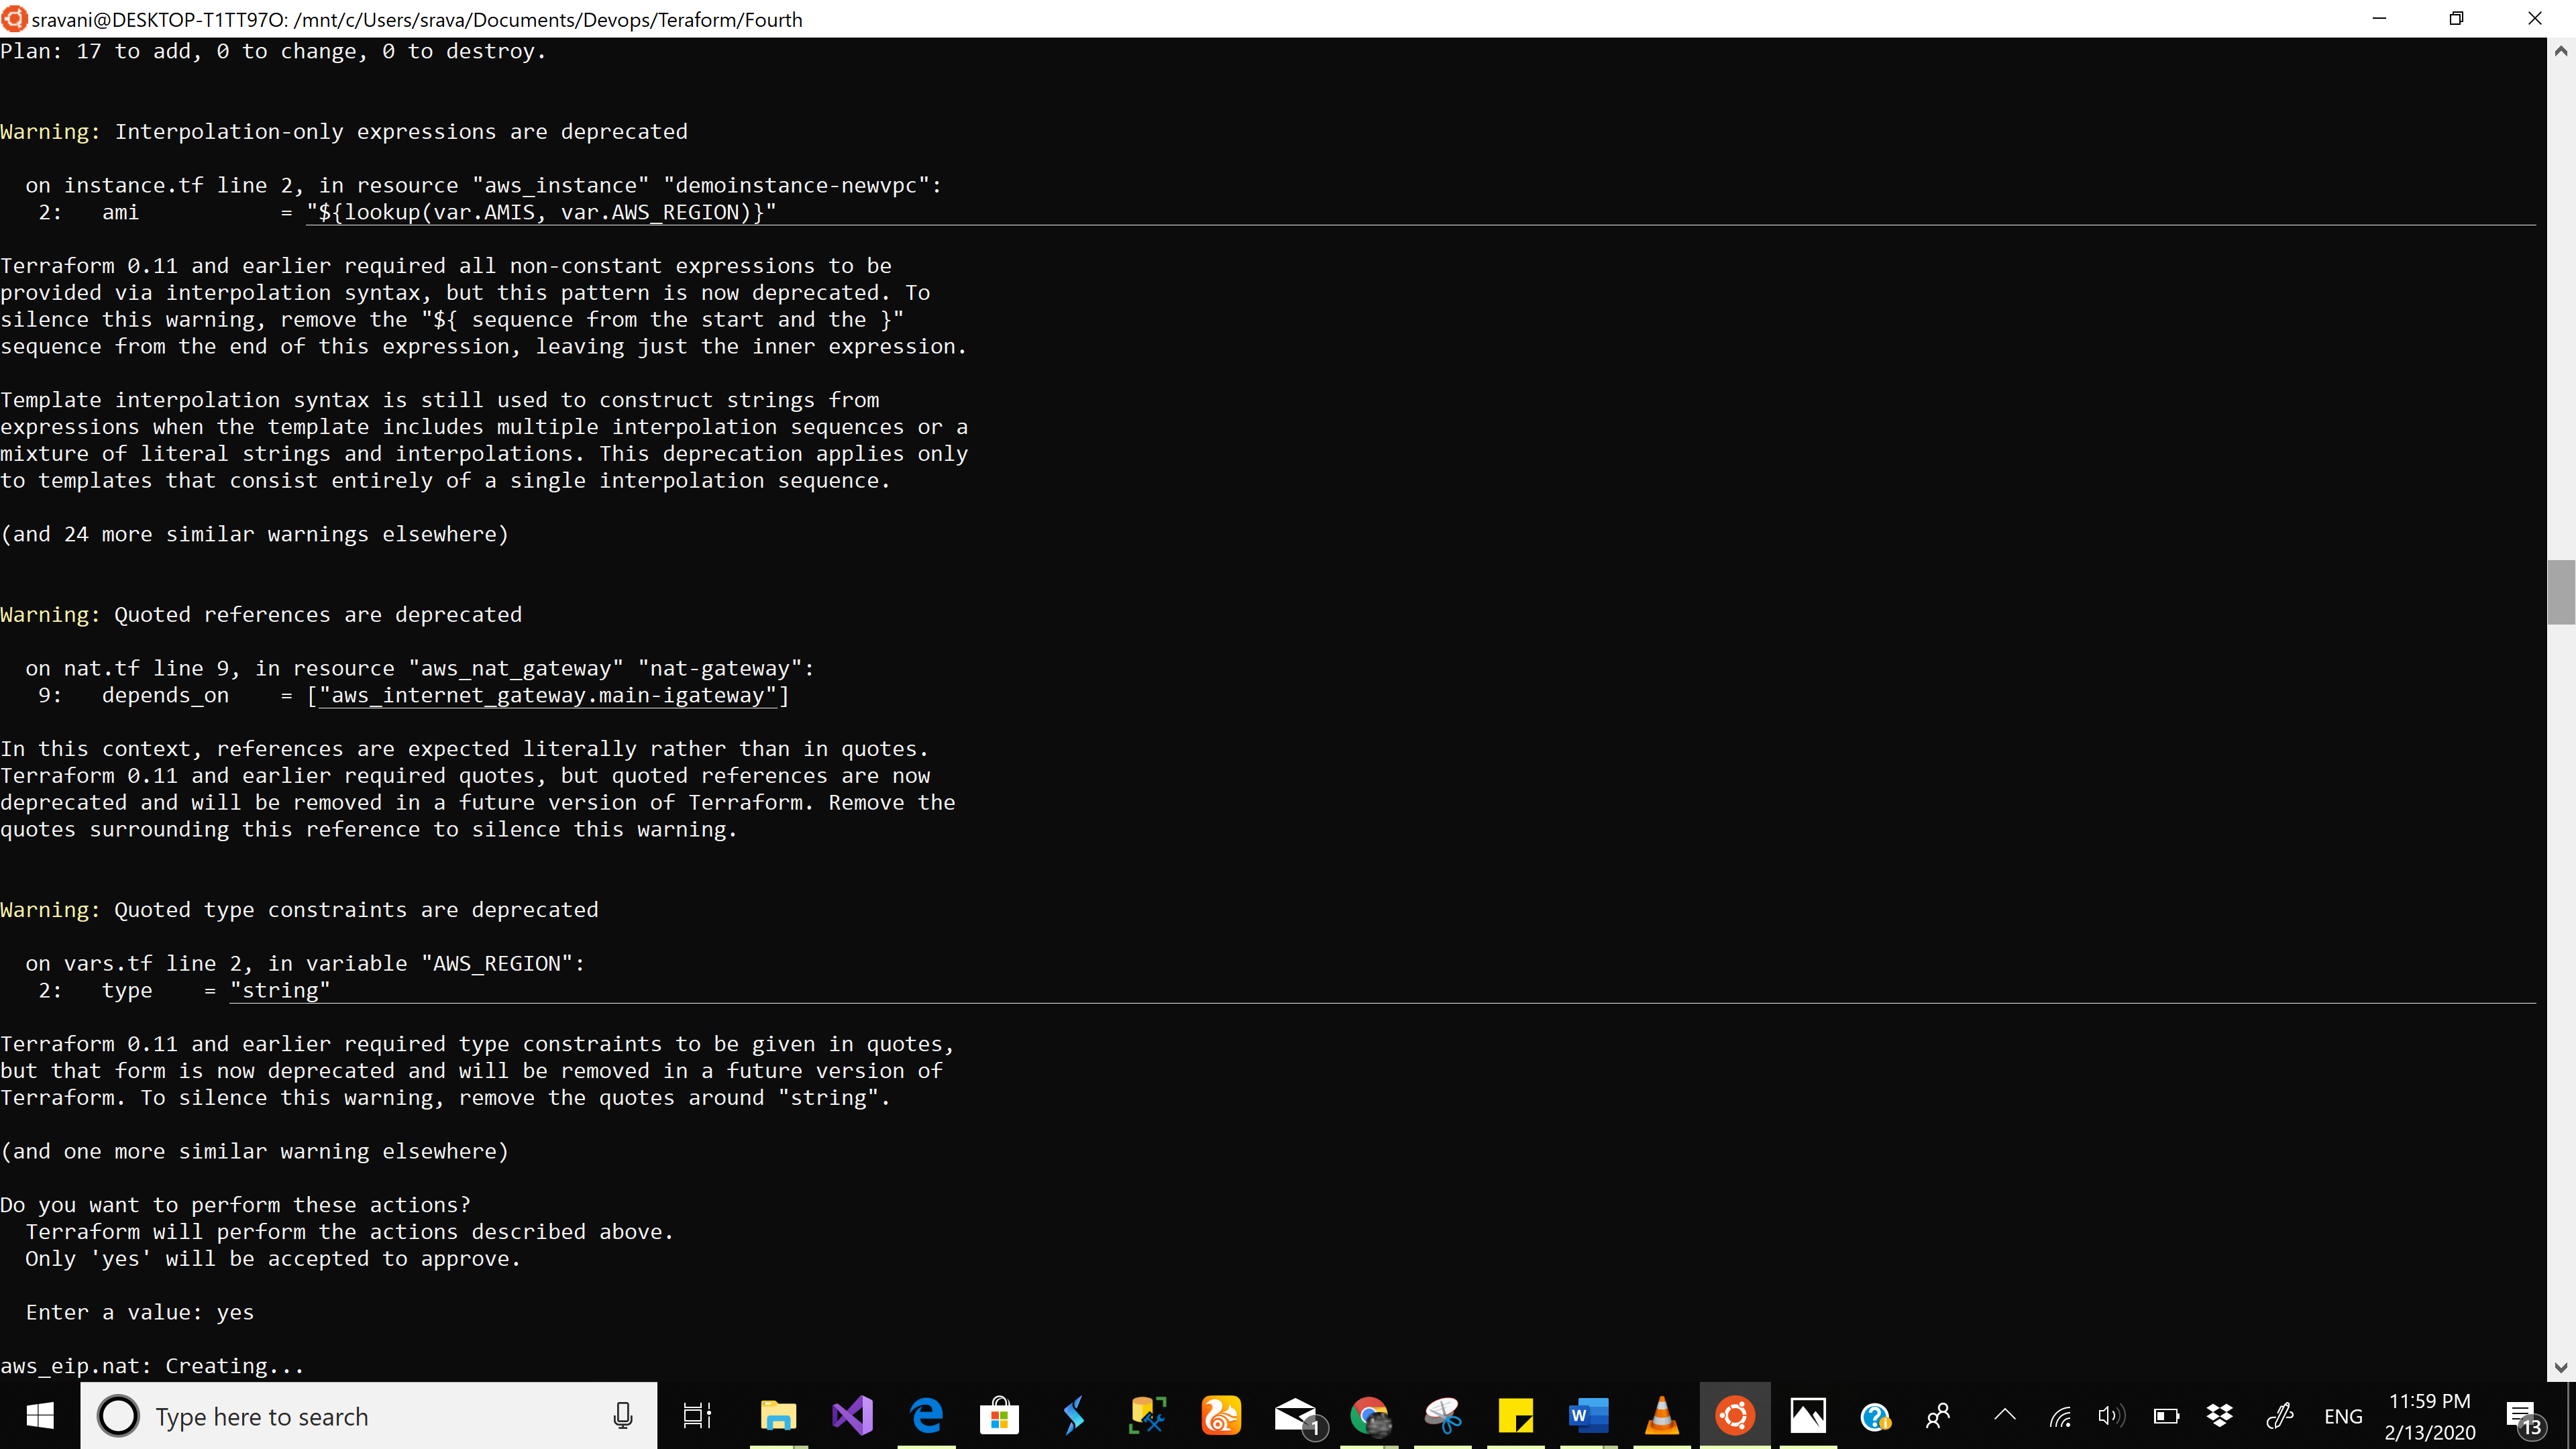 sravani@DESKTOP-T1TT97O: /mnt/c/Users/srava/Documents/Devops/Teraform/Fourth
Plan: 17 to add, 0 to change, 0 to destroy.
Warning: Interpolation-only expressions are deprecated
on instance.tf line 2, in resource "aws_instance" "demoinstance-newvpc":
2: ami = "${lookup(var.AMIS, var.AWS_REGION)}"
Terraform 0.11 and earlier required all non-constant expressions to be
provided via interpolation syntax, but this pattern is now deprecated. To
silence this warning, remove the "${ sequence from the start and the }"
sequence from the end of this expression, leaving just the inner expression.
Template interpolation syntax is still used to construct strings from
expressions when the template includes multiple interpolation sequences or a
mixture of literal strings and interpolations. This deprecation applies only
to templates that consist entirely of a single interpolation sequence.
(and 24 more similar warnings elsewhere)
Warning: Quoted references are deprecated
on nat.tf line 9, in resource "aws_nat_gateway" "nat-gateway":
9: depends_on = ["aws_internet_gateway.main-igateway"]
In this context, references are expected literally rather than in quotes.
Terraform 0.11 and earlier required quotes, but quoted references are now
deprecated and will be removed in a future version of Terraform. Remove the
quotes surrounding this reference to silence this warning.
Warning: Quoted type constraints are deprecated
on vars.tf line 2, in variable "AWS_REGION":
2: type = "string"
Terraform 0.11 and earlier required type constraints to be given in quotes,
but that form is now deprecated and will be removed in a future version of
Terraform. To silence this warning, remove the quotes around "string".
(and one more similar warning elsewhere)
Do you want to perform these actions?
Terraform will perform the actions described above.
Only 'yes' will be accepted to approve.
Enter a value: yes
aws_eip.nat: Creating...
Type here to search
1
W
ENG
11:59 PM
2/13/2020
13